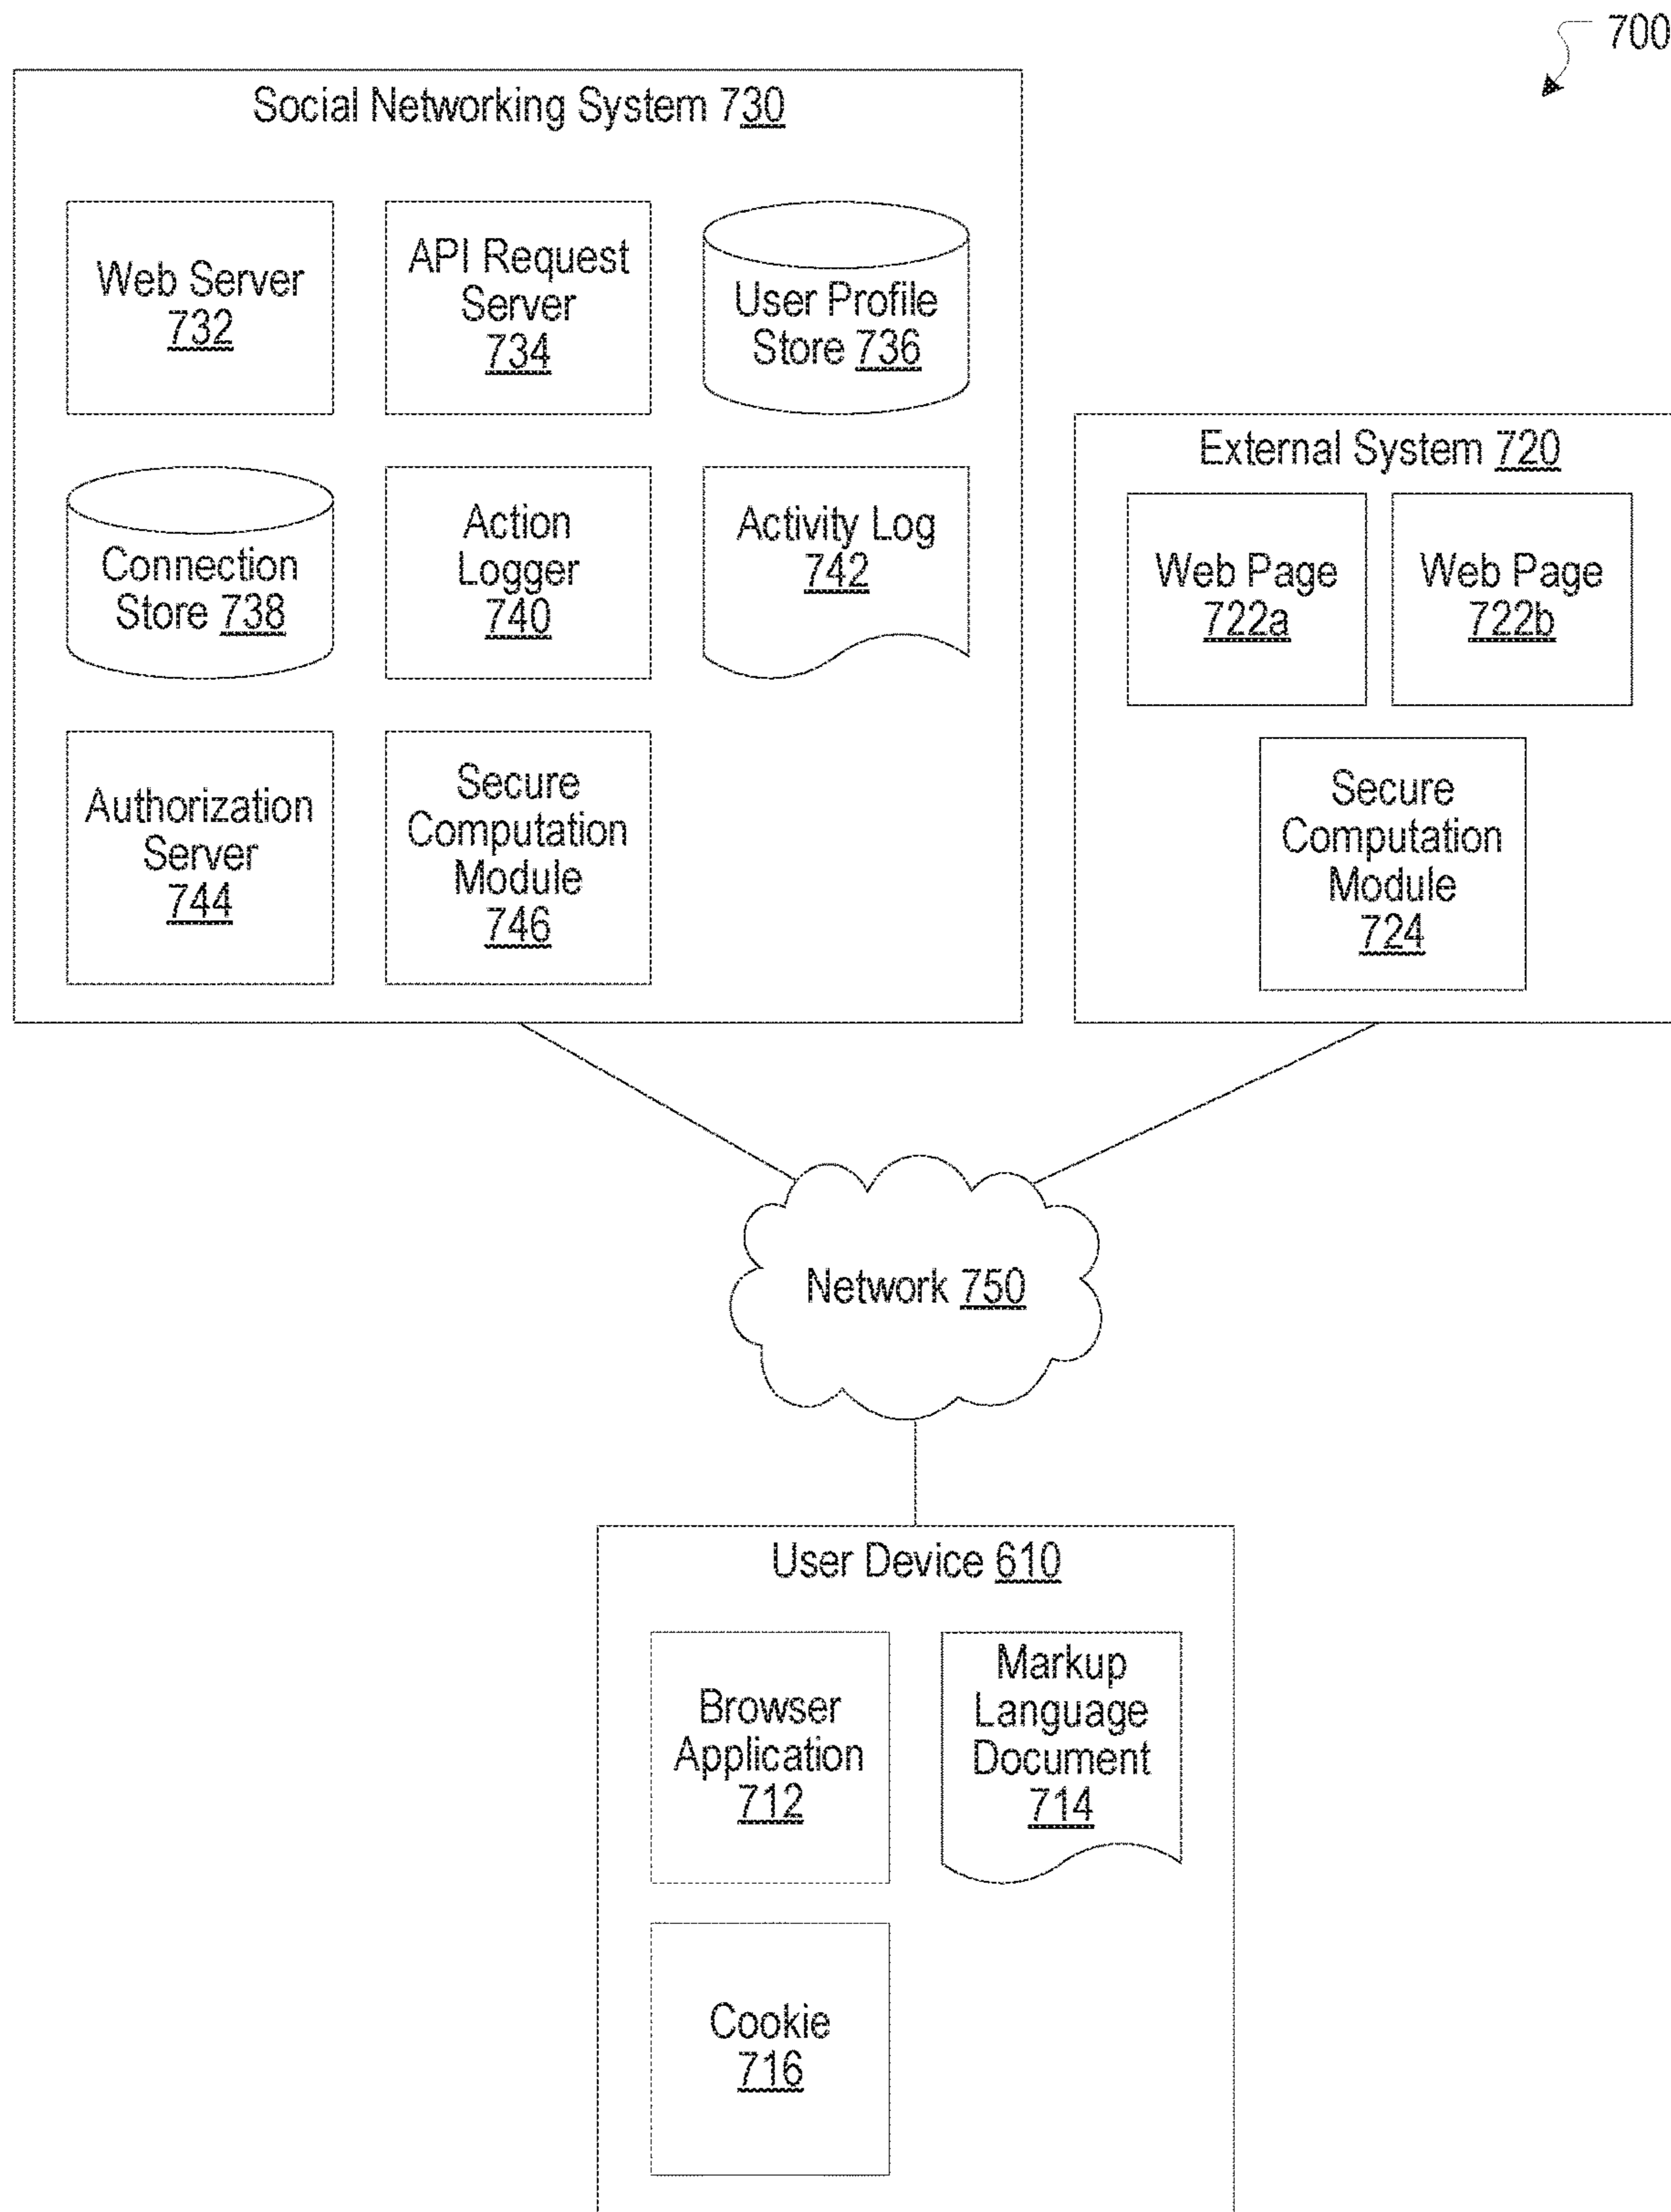 700
Social Networking System 730
Web Server
732
API Request
Server
734
User Profile
Store 736
Connection
Store 738
Action
Logger
740
Activity Log
742
Authorization
Server
744
Secure
Computation
Module
746
External System 720
Web Page
722a
Web Page
722b
Secure
Computation
Module
724
Network 750
User Device 610
Browser
Application
712
Markup
Language
Document
714
Cookie
716